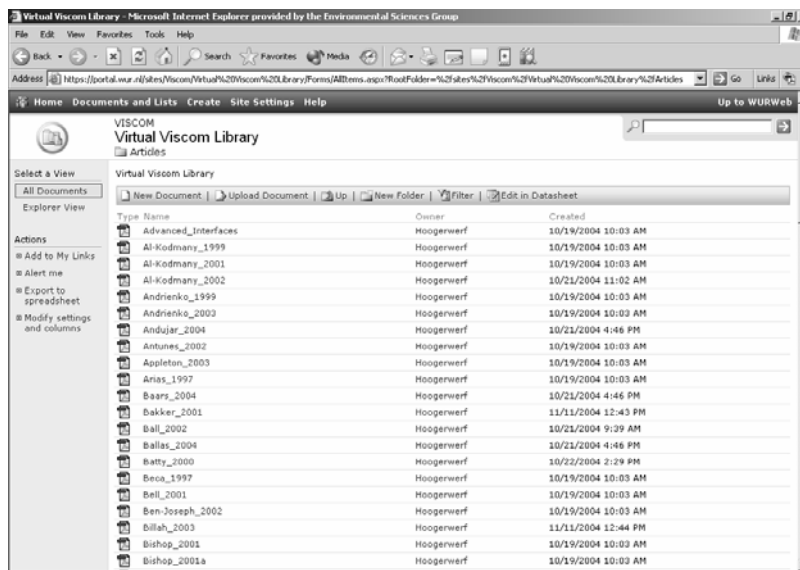 Virtual Viscom Library - Microsoft Internet Explorer provided by the Environmental Sciences Group
File Edit View Favorites Tools Help
Back Search Favorites Media
Address https://portal.wur.nl/sites/Viscom/Virtual%20Viscom%20Library/Forms/AllItems.aspx?RootFolder=%2fsites%2fViscom%2fVirtual%20Viscom%20Library%2fArticles Go Links
Home Documents and Lists Create Site Settings Help Up to WURWeb
VISCOM
Virtual Viscom Library
Articles
Select a View
All Documents
Explorer View
Actions
Add to My Links
Alert me
Export to
spreadsheet
Modify settings
and columns
Virtual Viscom Library
New Document | Upload Document | Up | New Folder | Filter | Edit in Datasheet
Type Name Owner Created
Advanced_Interfaces Hoogerwerf 10/19/2004 10:03 AM
Al-Kodmany_1999 Hoogerwerf 10/19/2004 10:03 AM
Al-Kodmany_2001 Hoogerwerf 10/19/2004 10:03 AM
Al-Kodmany_2002 Hoogerwerf 10/21/2004 11:02 AM
Andrienko_1999 Hoogerwerf 10/19/2004 10:03 AM
Andrienko_2003 Hoogerwerf 10/19/2004 10:03 AM
Andujar_2004 Hoogerwerf 10/21/2004 4:46 PM
Antunes_2002 Hoogerwerf 10/19/2004 10:03 AM
Appleton_2003 Hoogerwerf 10/19/2004 10:03 AM
Arias_1997 Hoogerwerf 10/19/2004 10:03 AM
Baars_2004 Hoogerwerf 10/21/2004 4:46 PM
Bakker_2001 Hoogerwerf 11/11/2004 12:43 PM
Ball_2002 Hoogerwerf 10/21/2004 9:39 AM
Ballas_2004 Hoogerwerf 10/21/2004 4:46 PM
Batty_2000 Hoogerwerf 10/22/2004 2:29 PM
Beca_1997 Hoogerwerf 10/19/2004 10:03 AM
Bell_2001 Hoogerwerf 10/19/2004 10:03 AM
Ben-Joseph_2002 Hoogerwerf 10/19/2004 10:03 AM
Billah_2003 Hoogerwerf 11/11/2004 12:44 PM
Bishop_2001 Hoogerwerf 10/19/2004 10:03 AM
Bishop_2001a Hoogerwerf 10/19/2004 10:03 AM